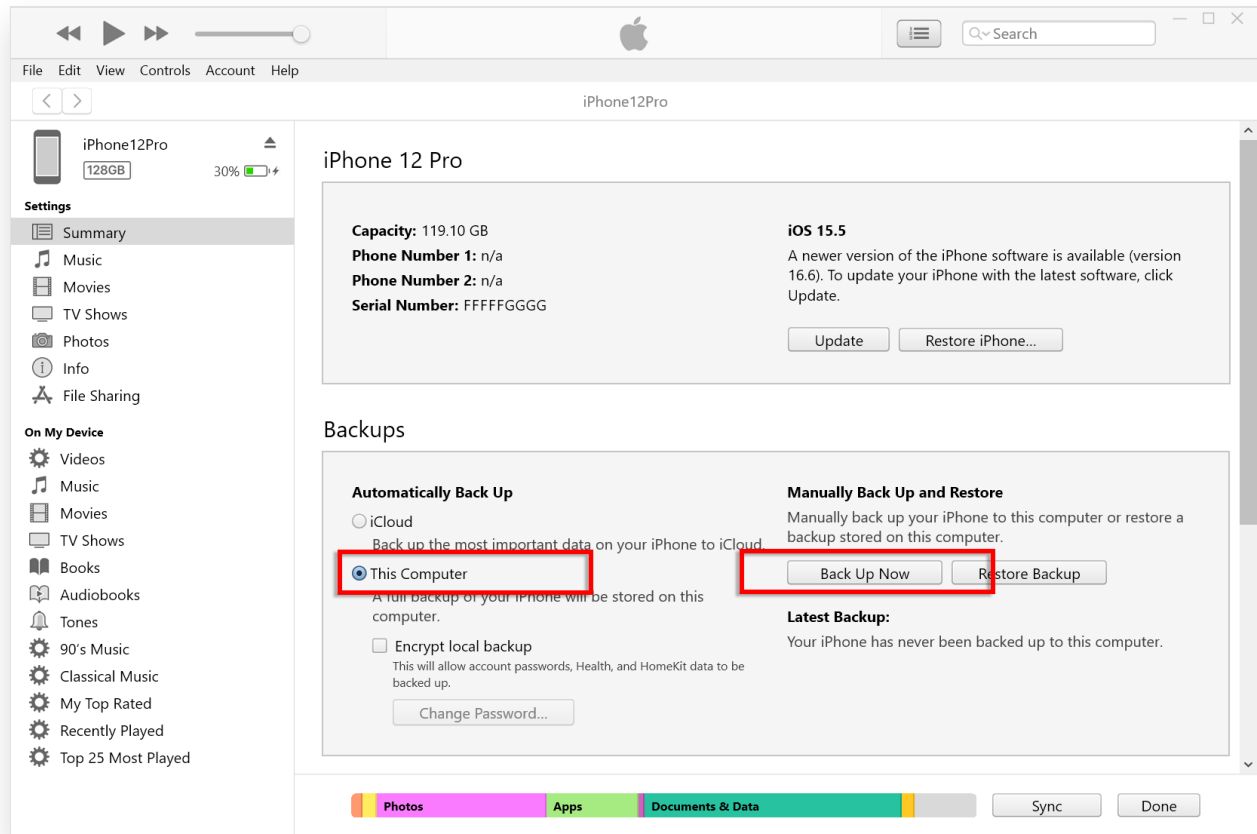 Search
File Edit View Controls Account Help
iPhone12Pro
iPhone12Pro
128GB
30%
Settings
Summary
Music
Movies
TV Shows
Photos
Info
File Sharing
On My Device
Videos
Music
Movies
TV Shows
Books
Audiobooks
Tones
90's Music
Classical Music
My Top Rated
Recently Played
Top 25 Most Played
iPhone 12 Pro
Capacity: 119.10 GB
Phone Number 1: n/a
Phone Number 2: n/a
Serial Number: FFFFFGGGG
iOS 15.5
A newer version of the iPhone software is available (version
16.6). To update your iPhone with the latest software, click
Update.
Update Restore iPhone...
Backups
Automatically Back Up
iCloud
Back up the most important data on your iPhone to iCloud.
This Computer
A full backup of your iPhone will be stored on this
computer.
Encrypt local backup
This will allow account passwords, Health, and HomeKit data to be
backed up.
Change Password...
Manually Back Up and Restore
Manually back up your iPhone to this computer or restore a
backup stored on this computer.
Back Up Now Restore Backup
Latest Backup:
Your iPhone has never been backed up to this computer.
Photos Apps Documents & Data Sync Done